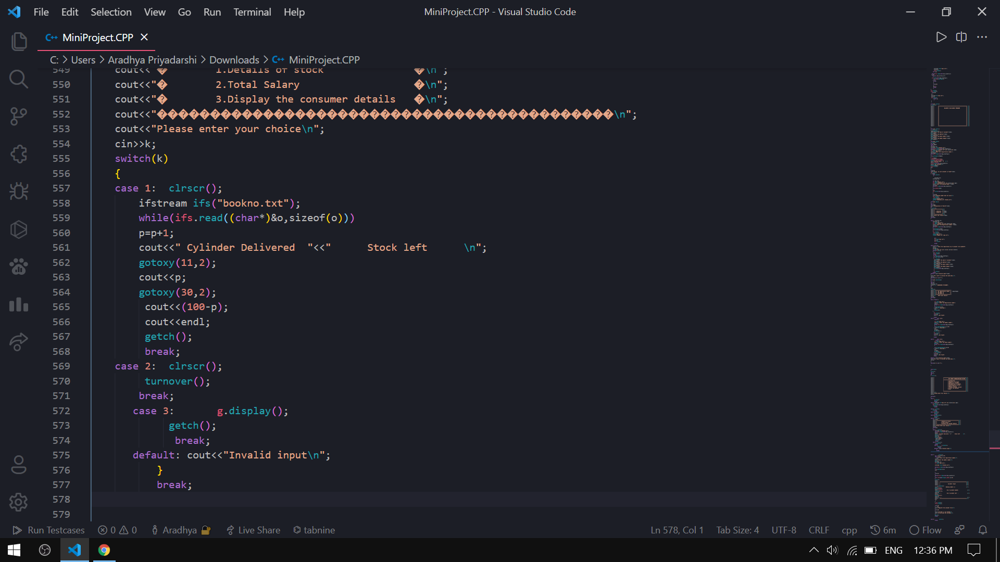 File Edit Selection View Go Run Terminal Help MiniProject.CPP - Visual Studio Code
C++ MiniProject.CPP
C: > Users > Aradhya Priyadarshi > Downloads > C++ MiniProject.CPP
549 cout<<"� 1.Details of stock �\n";
550 cout<<"� 2.Total Salary �\n";
551 cout<<"� 3.Display the consumer details �\n";
552 cout<<"�������������������������������������������\n";
553 cout<<"Please enter your choice\n";
554 cin>>k;
555 switch(k)
556 {
557 case 1: clrscr();
558 ifstream ifs("bookno.txt");
559 while(ifs.read((char*)&o,sizeof(o)))
560 p=p+1;
561 cout<<" Cylinder Delivered "<<" Stock left \n";
562 gotoxy(11,2);
563 cout<<p;
564 gotoxy(30,2);
565 cout<<(100-p);
566 cout<<endl;
567 getch();
568 break;
569 case 2: clrscr();
570 turnover();
571 break;
572 case 3: g.display();
573 getch();
574 break;
575 default: cout<<"Invalid input\n";
576 }
577 break;
578
579
Run Testcases 0 0 Aradhya Live Share tabnine Ln 578, Col 1 Tab Size: 4 UTF-8 CRLF cpp 6m Flow
ENG 12:36 PM